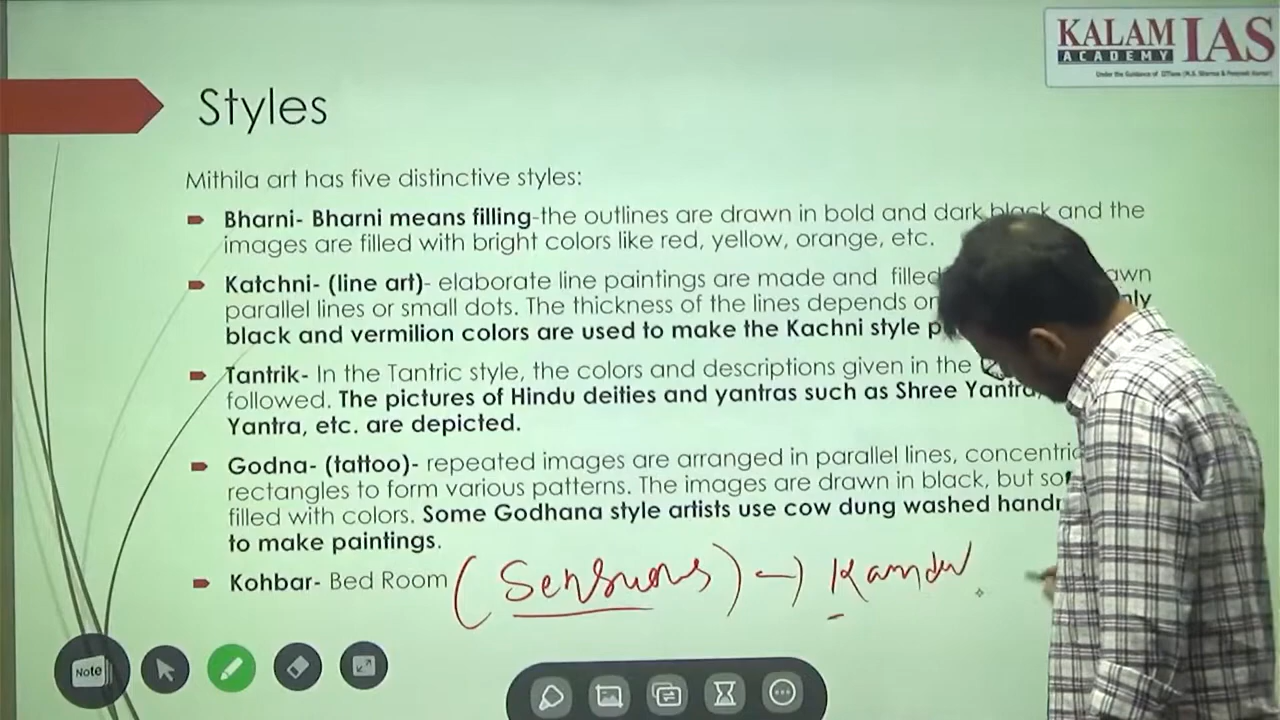 KALAM IAS
ACADEMY
Under the Guidance of
Styles
Mithila art has five distinctive styles:
Bharni- Bharni means filling-the outlines are drawn in bold and dark black and the
images are filled with bright colors like red, yellow, orange, etc.
Katchni- (line art)- elaborate line paintings are made and filled
parallel lines or small dots. The thickness of the lines depends
black and vermilion colors are used to make the Kachni style
Tantrik- In the Tantric style, the colors and descriptions given in the
followed. The pictures of Hindu deities and yantras such as Shree Yantra,
Yantra, etc. are depicted.
Godna- (tattoo)- repeated images are arranged in parallel lines,
rectangles to form various patterns. The images are drawn in black, but
filled with colors. Some Godhana style artists use cow dung washed
to make paintings.
Kohbar- Bed Room (Sensuous) →
Note